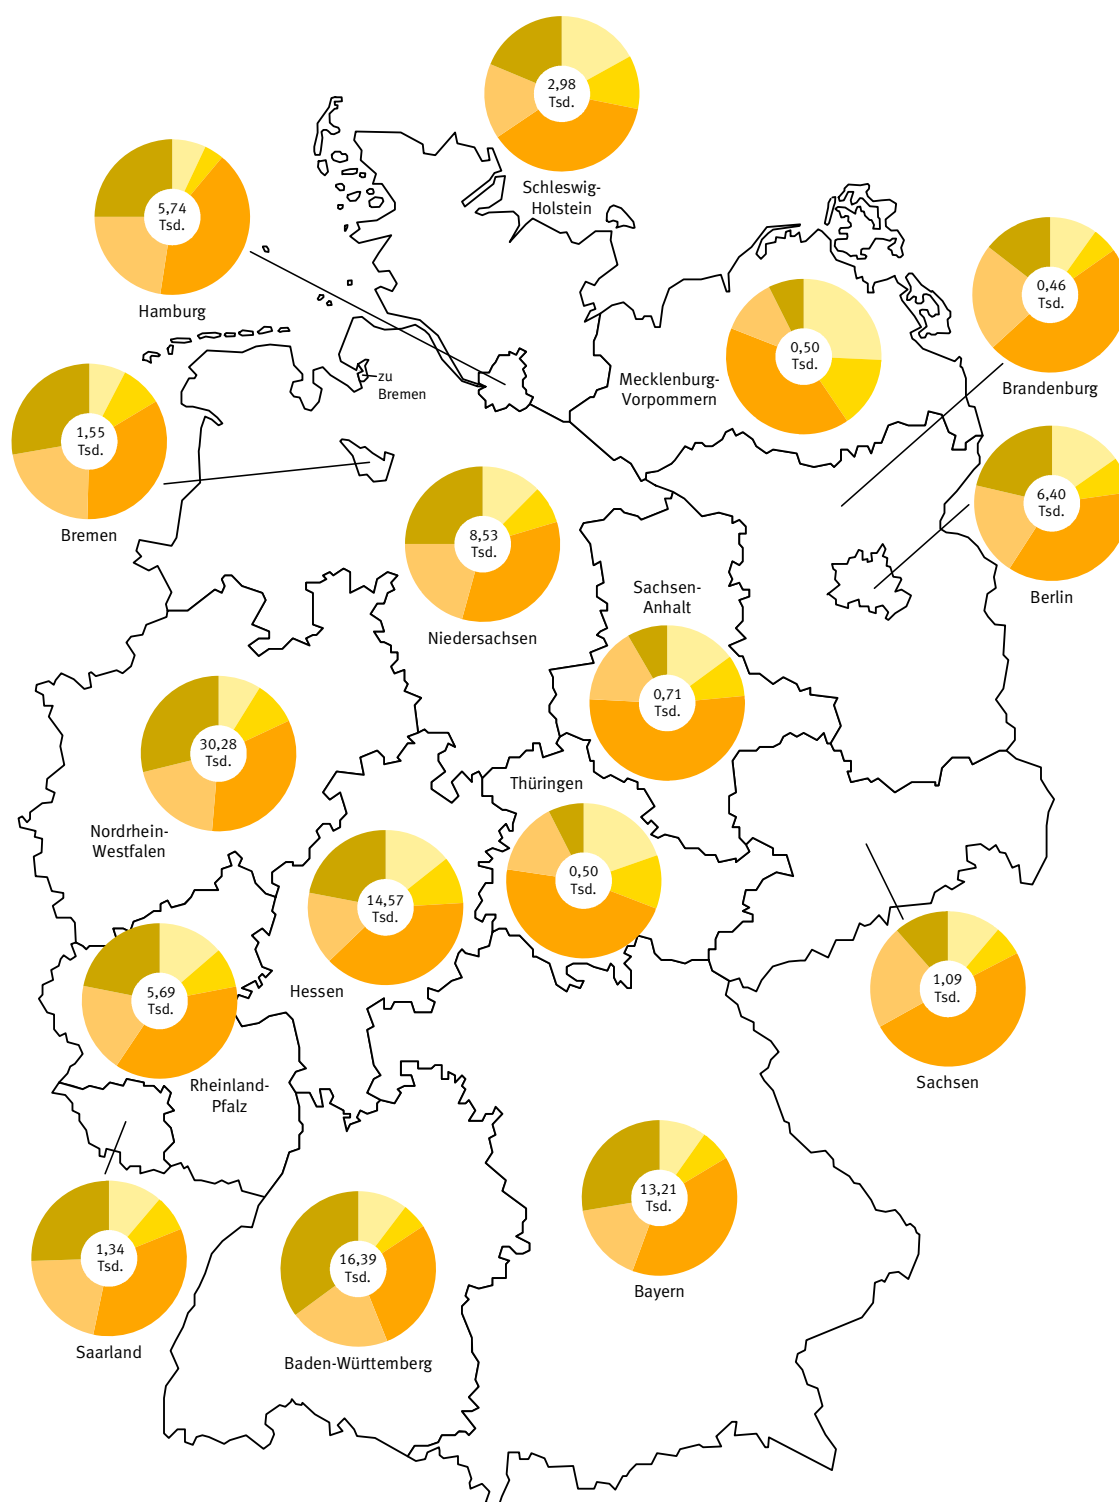 2,98
Tsd.
Schleswig-
Holstein
5,74
Tsd.
Hamburg
0,46
Tsd.
Brandenburg
0,50
Tsd.
Mecklenburg-
Vorpommern
zu
Bremen
1,55
Tsd.
Bremen
6,40
Tsd.
Berlin
8,53
Tsd.
Niedersachsen
Sachsen-
Anhalt
0,71
Tsd.
30,28
Tsd.
Nordrhein-
Westfalen
Thüringen
0,50
Tsd.
14,57
Tsd.
Hessen
5,69
Tsd.
Rheinland-
Pfalz
1,09
Tsd.
Sachsen
13,21
Tsd.
Bayern
1,34
Tsd.
Saarland
16,39
Tsd.
Baden-Württemberg